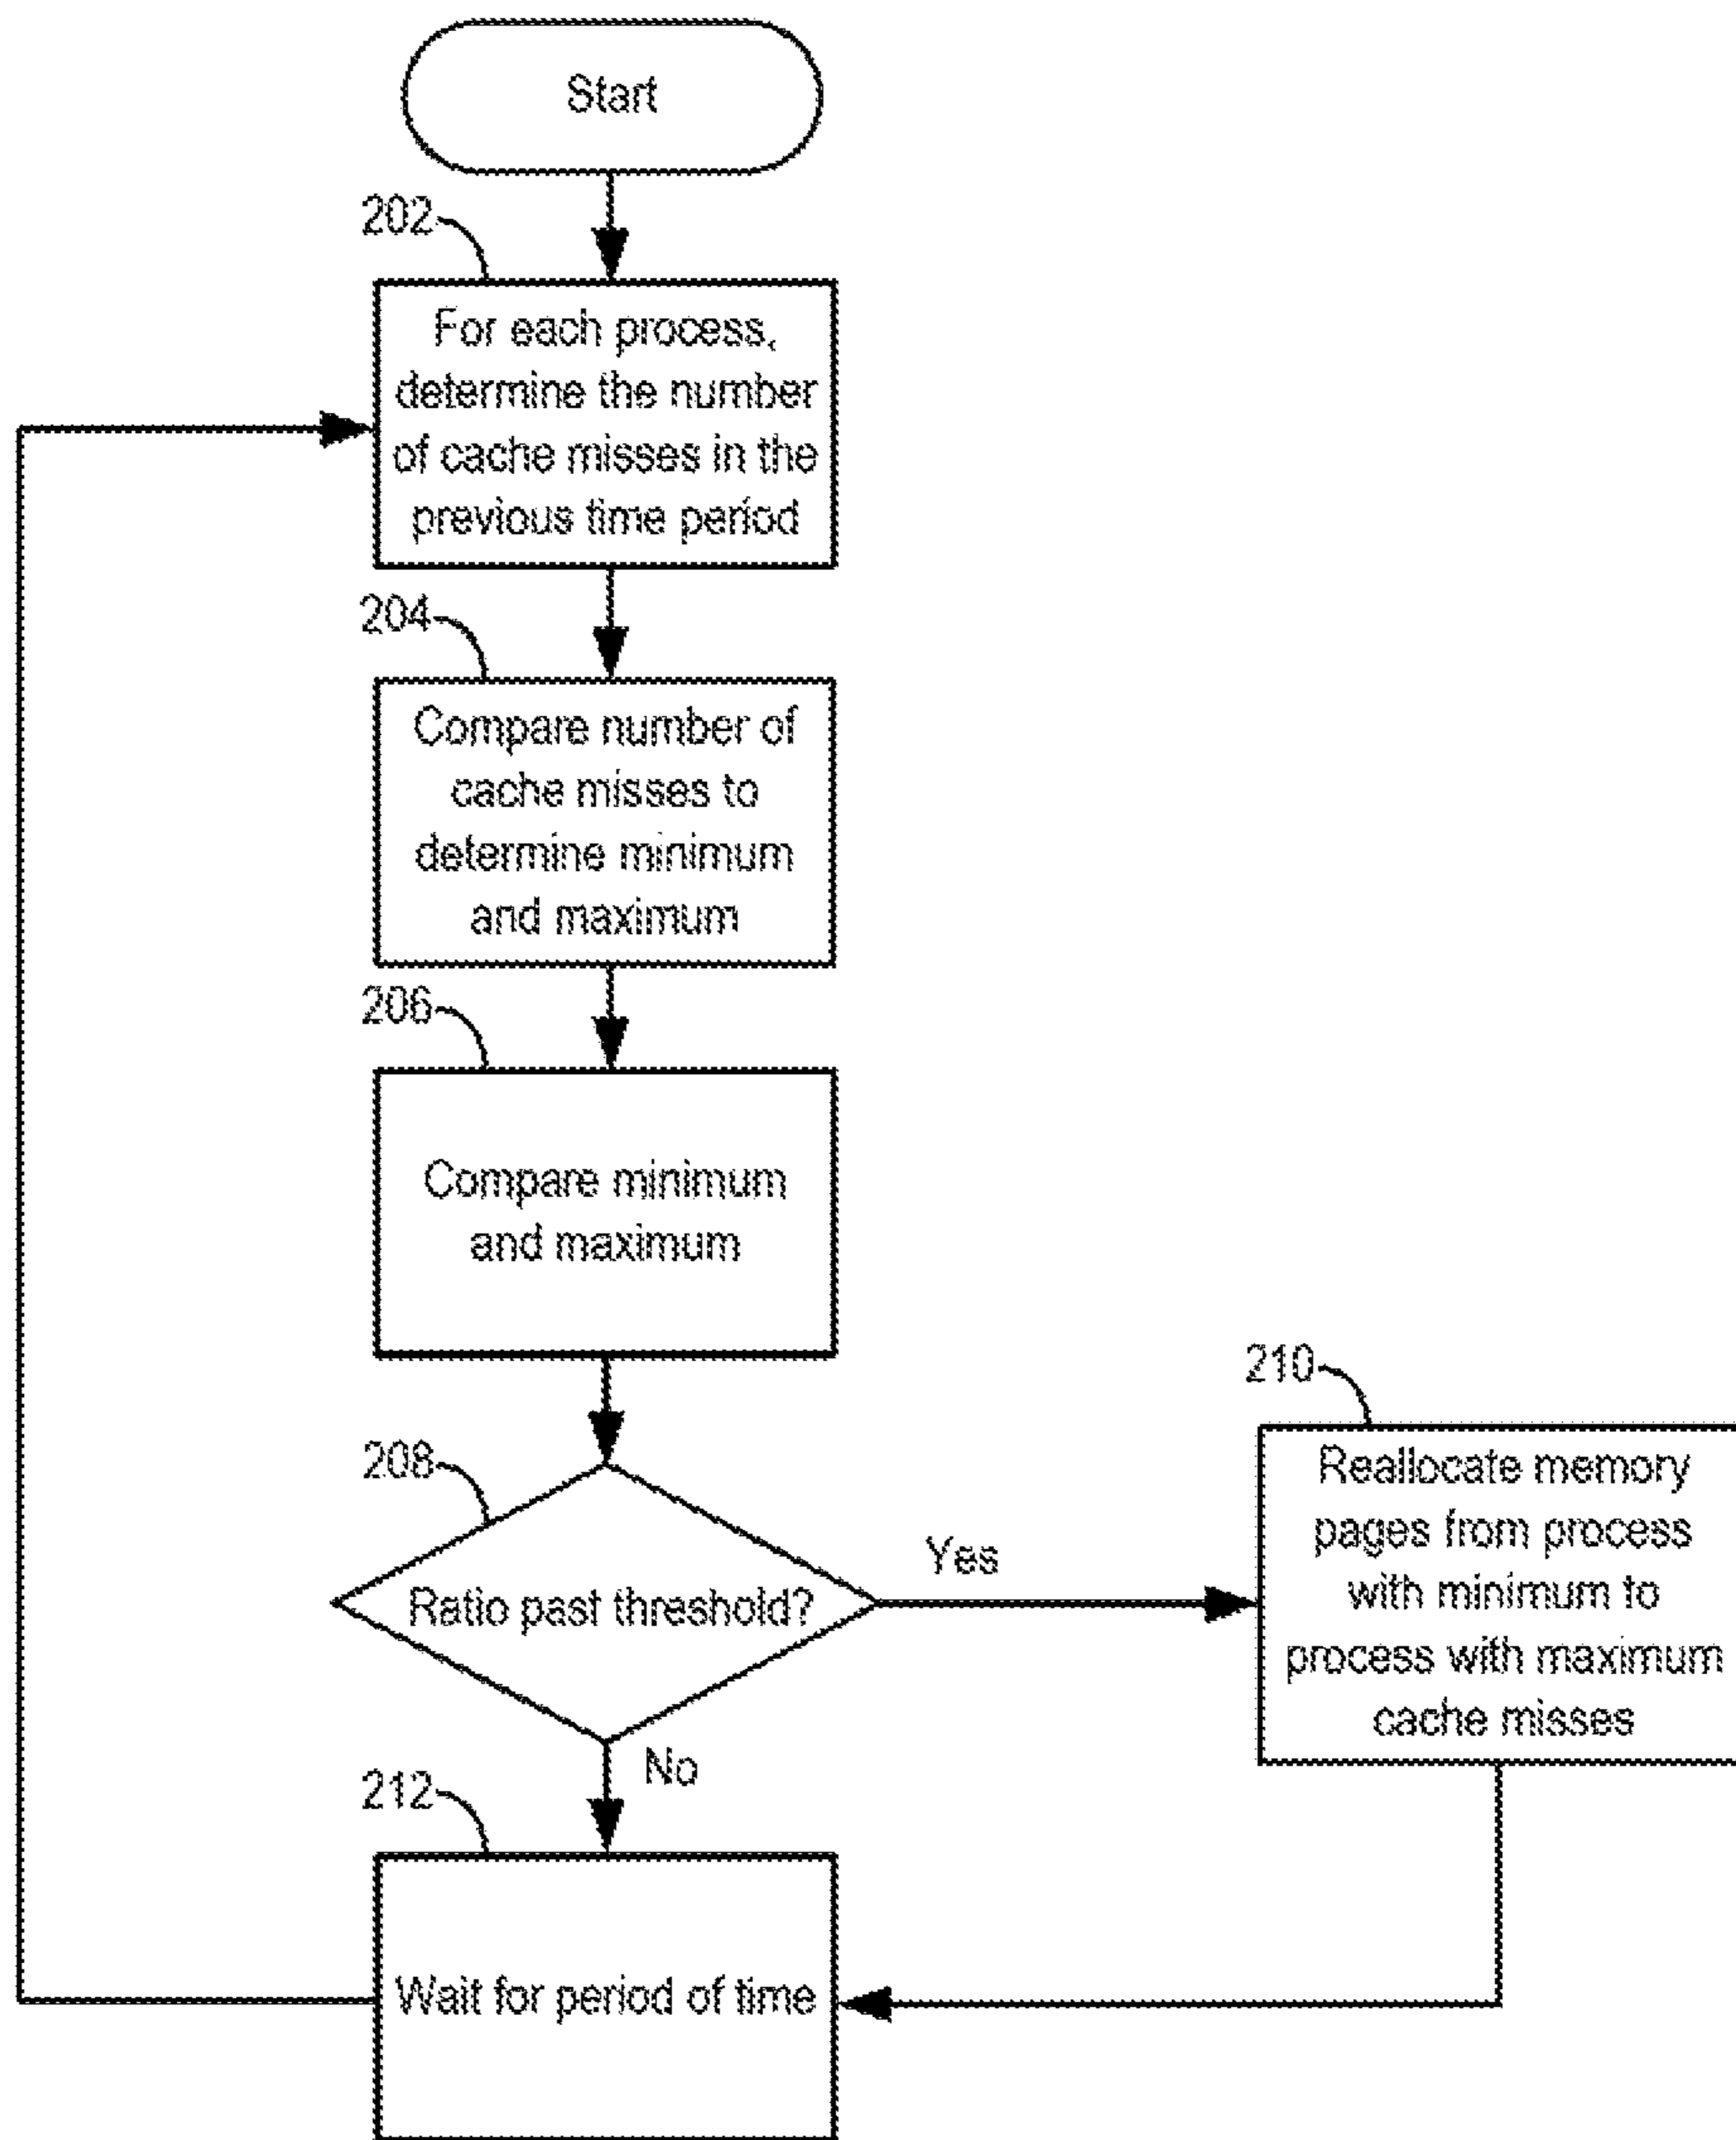 Start
202
For each process,
determine the number
of cache misses in the
previous time period
204
Compare number of
cache misses to
determine minimum
and maximum
206
Compare minimum
and maximum
208
Ratio past threshold?
Yes
210
Reallocate memory
pages from process
with minimum to
process with maximum
cache misses
No
212
Wait for period of time